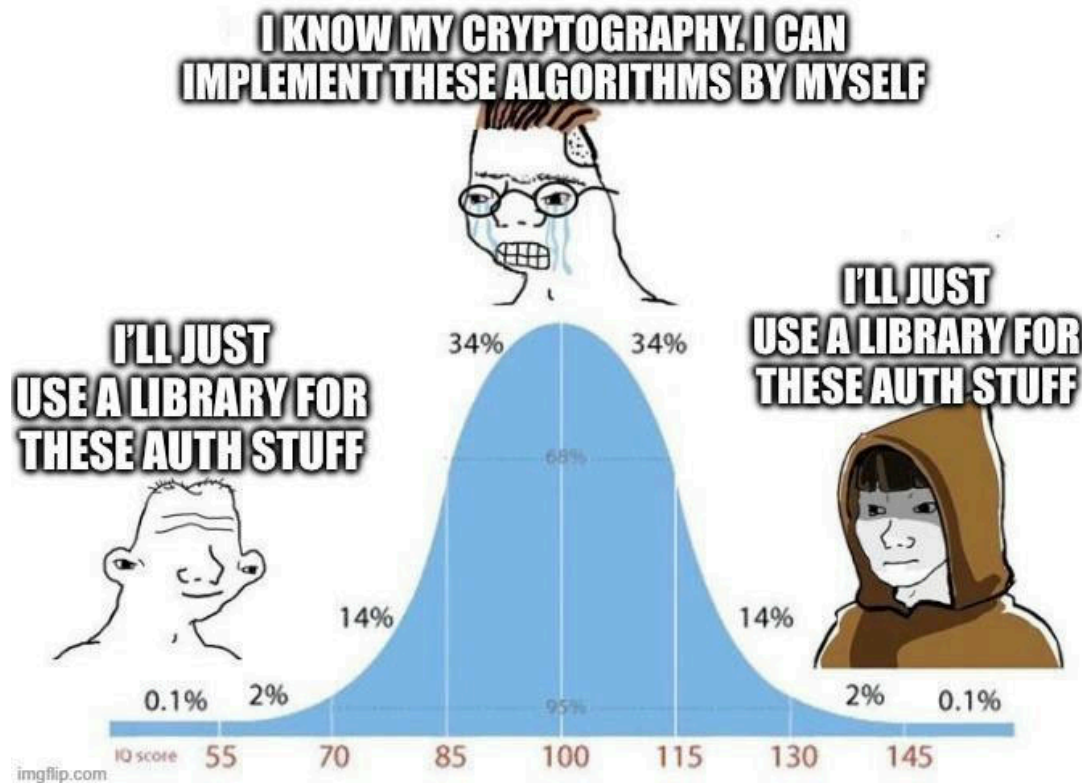 I KNOW MY CRYPTOGRAPHY. I CAN
IMPLEMENT THESE ALGORITHMS BY MYSELF
I'LL JUST
USE A LIBRARY FOR
THESE AUTH STUFF
I'LL JUST
USE A LIBRARY FOR
THESE AUTH STUFF
34% 34%
68%
14% 14%
0.1% 2% 95% 2% 0.1%
IQ score 55 70 85 100 115 130 145
imgflip.com